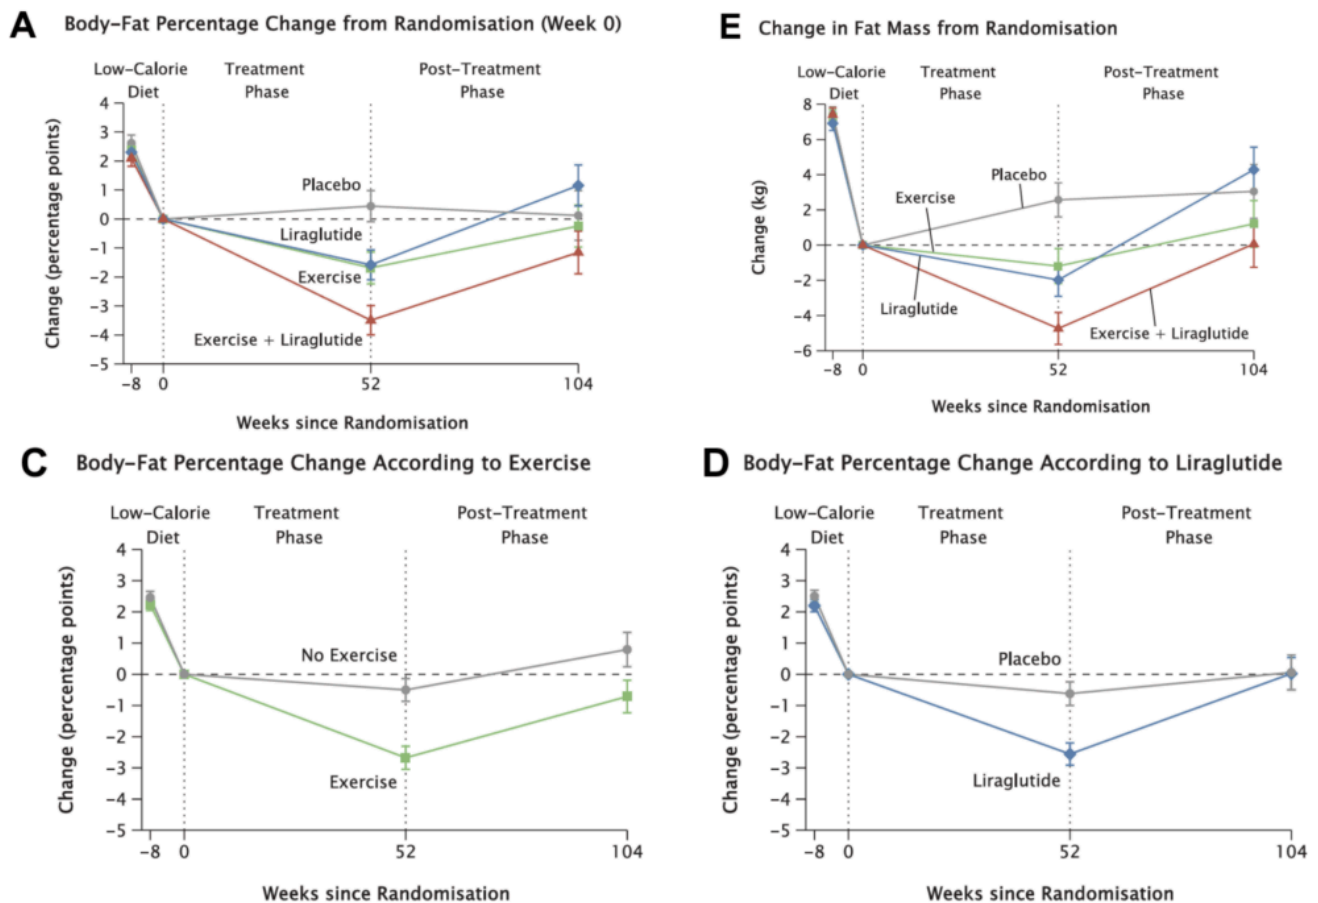 A Body-Fat Percentage Change from Randomisation (Week 0)
Low-Calorie Diet
Treatment Phase
Post-Treatment Phase
Change (percentage points)
4
3
2
1
0
-1
-2
-3
-4
-5
Placebo
Liraglutide
Exercise
Exercise + Liraglutide
-8 0 52 104
Weeks since Randomisation
E Change in Fat Mass from Randomisation
Low-Calorie Diet
Treatment Phase
Post-Treatment Phase
Change (kg)
8
6
4
2
0
-2
-4
-6
Placebo
Exercise
Liraglutide
Exercise + Liraglutide
-8 0 52 104
Weeks since Randomisation
C Body-Fat Percentage Change According to Exercise
Low-Calorie Diet
Treatment Phase
Post-Treatment Phase
Change (percentage points)
4
3
2
1
0
-1
-2
-3
-4
-5
No Exercise
Exercise
-8 0 52 104
Weeks since Randomisation
D Body-Fat Percentage Change According to Liraglutide
Low-Calorie Diet
Treatment Phase
Post-Treatment Phase
Change (percentage points)
4
3
2
1
0
-1
-2
-3
-4
-5
Placebo
Liraglutide
-8 0 52 104
Weeks since Randomisation